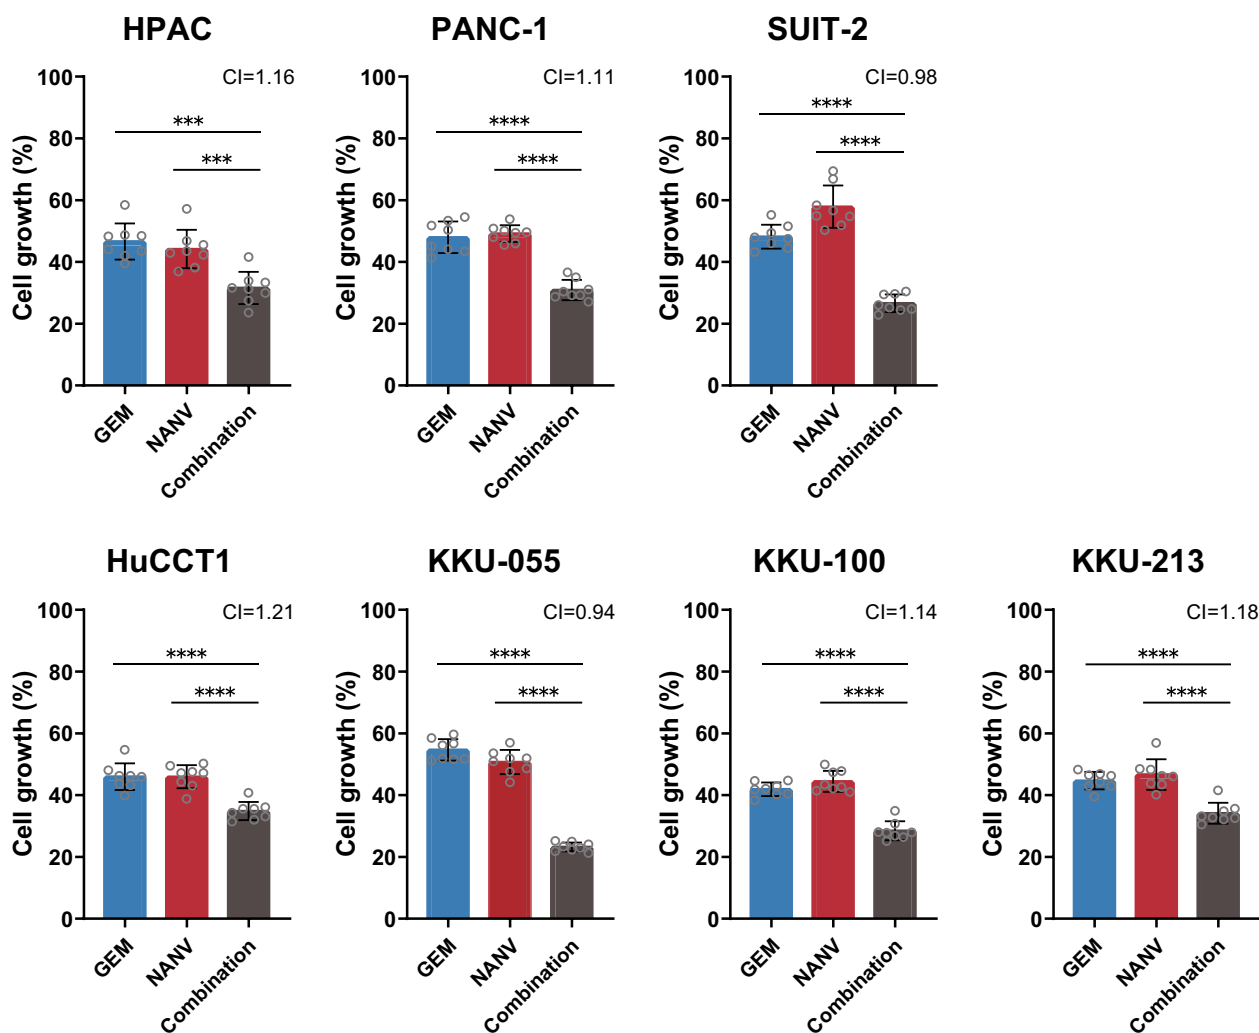 HPAC
CI=1.16
Cell growth (%)
100
80
60
40
20
0
***
***
GEM
NANV
Combination
PANC-1
CI=1.11
Cell growth (%)
100
80
60
40
20
0
****
****
GEM
NANV
Combination
SUIT-2
CI=0.98
Cell growth (%)
100
80
60
40
20
0
****
****
GEM
NANV
Combination
HuCCT1
CI=1.21
Cell growth (%)
100
80
60
40
20
0
****
****
GEM
NANV
Combination
KKU-055
CI=0.94
Cell growth (%)
100
80
60
40
20
0
****
****
GEM
NANV
Combination
KKU-100
CI=1.14
Cell growth (%)
100
80
60
40
20
0
****
****
GEM
NANV
Combination
KKU-213
CI=1.18
Cell growth (%)
100
80
60
40
20
0
****
****
GEM
NANV
Combination